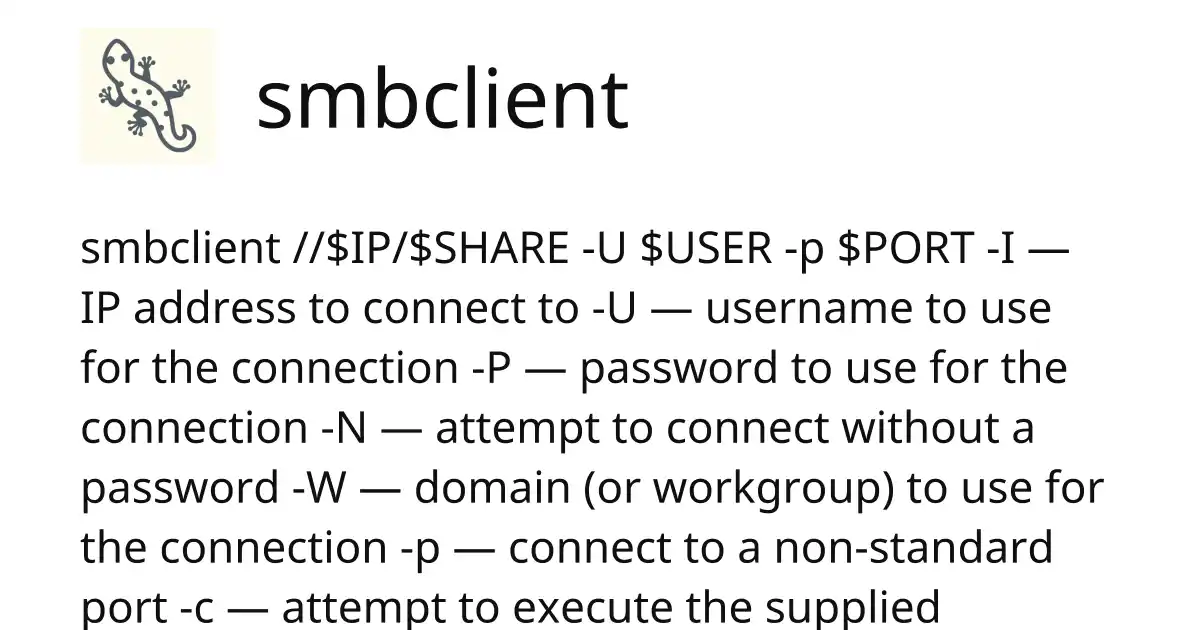 smbclient
smbclient //$IP/$SHARE -U $USER -p $PORT -I —
IP address to connect to -U — username to use
for the connection -P — password to use for the
connection -N — attempt to connect without a
password -W — domain (or workgroup) to use for
the connection -p — connect to a non-standard
port -c — attempt to execute the supplied